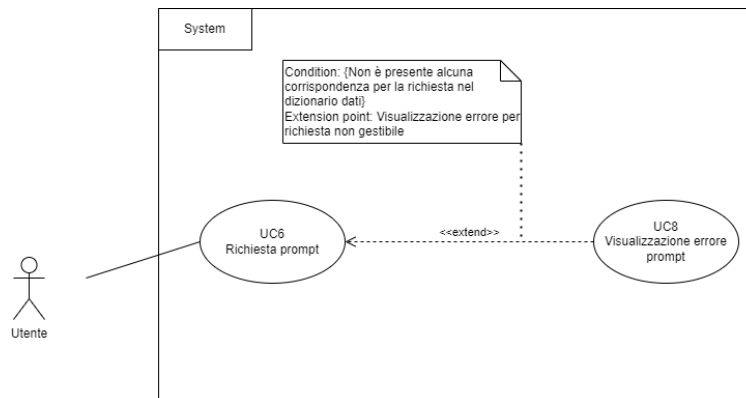 System
Condition: {Non è presente alcuna
corrispondenza per la richiesta nel
dizionario dati}
Extension point: Visualizzazione errore per
richiesta non gestibile
UC6
Richiesta prompt
<<extend>>
UC8
Visualizzazione errore
prompt
Utente